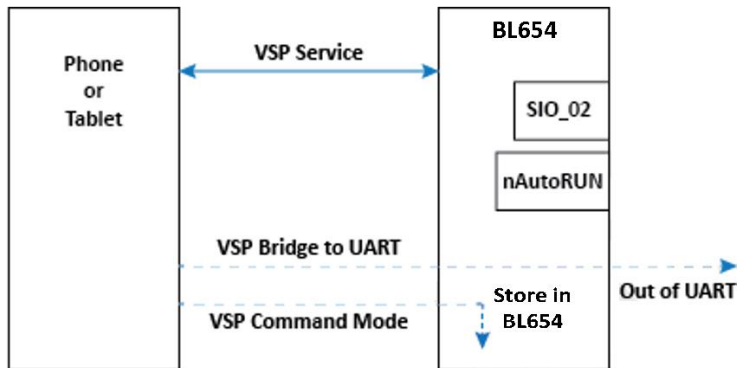 Phone
or
Tablet
VSP Service
BL654
SIO_02
nAutoRUN
VSP Bridge to UART
Out of UART
VSP Command Mode
Store in
BL654